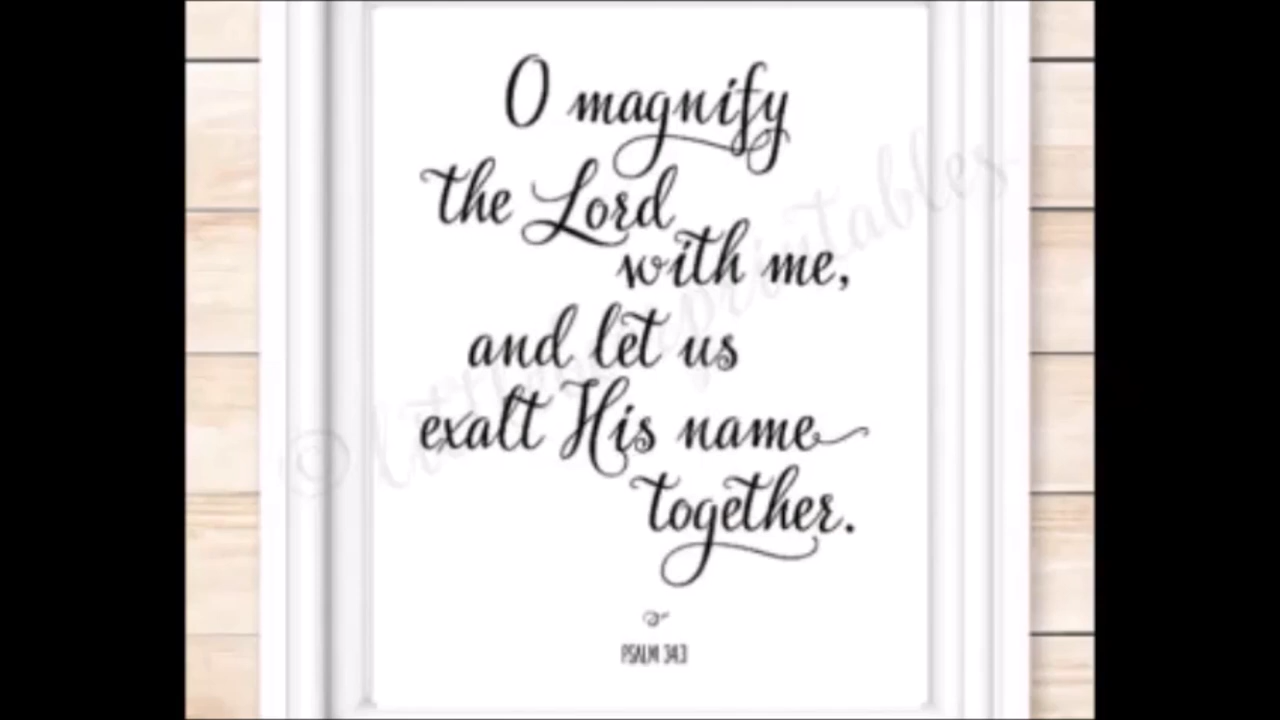 O magnify
the Lord
with me,
and let us
exalt His name
together.
PSALM 34:3